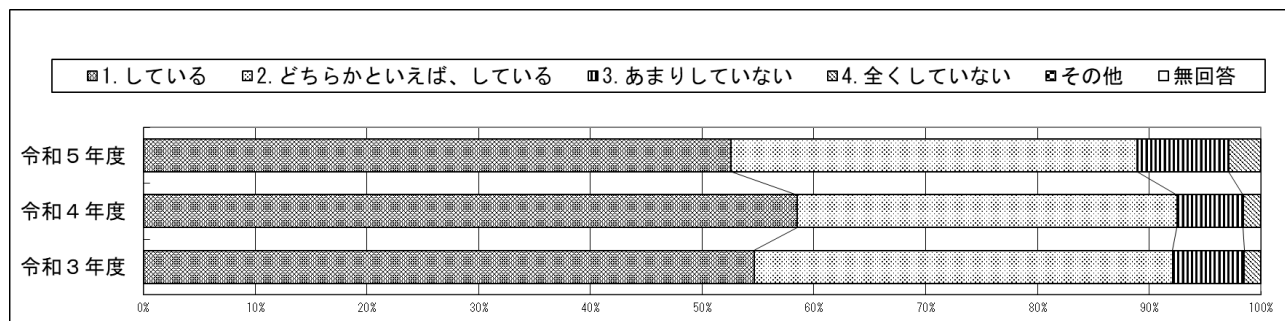 1.している 2.どちらかといえば、している 3.あまりしていない 4.全くしていない その他 無回答
令和５年度
令和４年度
令和３年度
0% 10% 20% 30% 40% 50% 60% 70% 80% 90% 100%